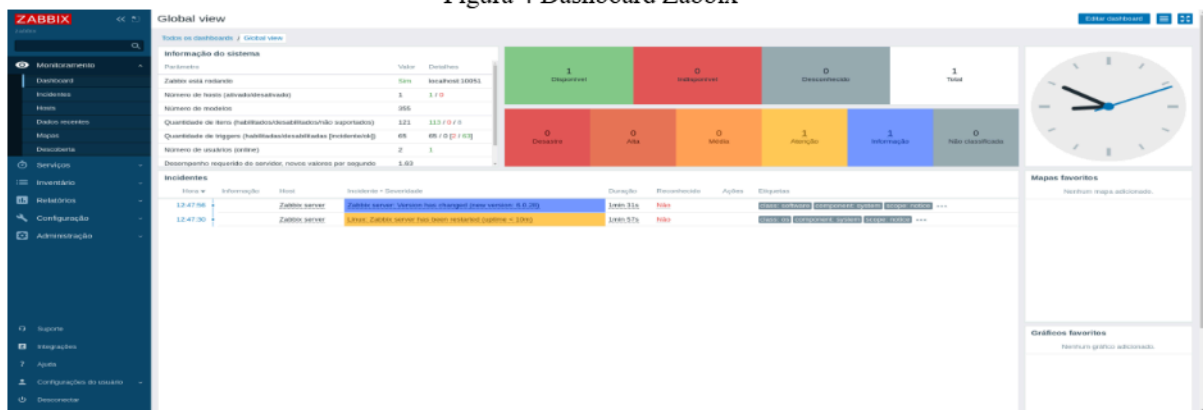 Figura 4 Dashboard Zabbix
ZABBIX
Zabbix
Monitoramento
Dashboard
Incidentes
Hosts
Dados recentes
Mapas
Descoberta
Serviços
Inventário
Relatórios
Configuração
Administração
Suporte
Integrações
Ajuda
Configurações do usuário
Desconectar
Global view
Editar dashboard
Todos os dashboards / Global view
Informação do sistema
Parâmetro Valor Detalhes
Zabbix está rodando Sim localhost:10051
Número de hosts (ativado/desativado) 1 1 / 0
Número de modelos 355
Quantidade de itens (habilitados/desabilitados/não suportados) 121 113 / 0 / 8
Quantidade de triggers (habilitadas/desabilitadas [incidente/ok]) 65 65 / 0 [2 / 63]
Número de usuários (online) 2 1
Desempenho requerido do servidor, novos valores por segundo 1.63
1 Disponível
0 Indisponível
0 Desconhecido
1 Total
0 Desastre
0 Alta
0 Média
1 Atenção
1 Informação
0 Não classificada
Incidentes
Hora Informação Host Incidente • Severidade Duração Reconhecido Ações Etiquetas
12:47:56 Zabbix server Zabbix server: Version has changed (new version: 6.0.28) 1min 31s Não class: software component: system scope: notice
12:47:30 Zabbix server Linux: Zabbix server has been restarted (uptime < 10m) 1min 57s Não class: os component: system scope: notice
Mapas favoritos
Nenhum mapa adicionado.
Gráficos favoritos
Nenhum gráfico adicionado.